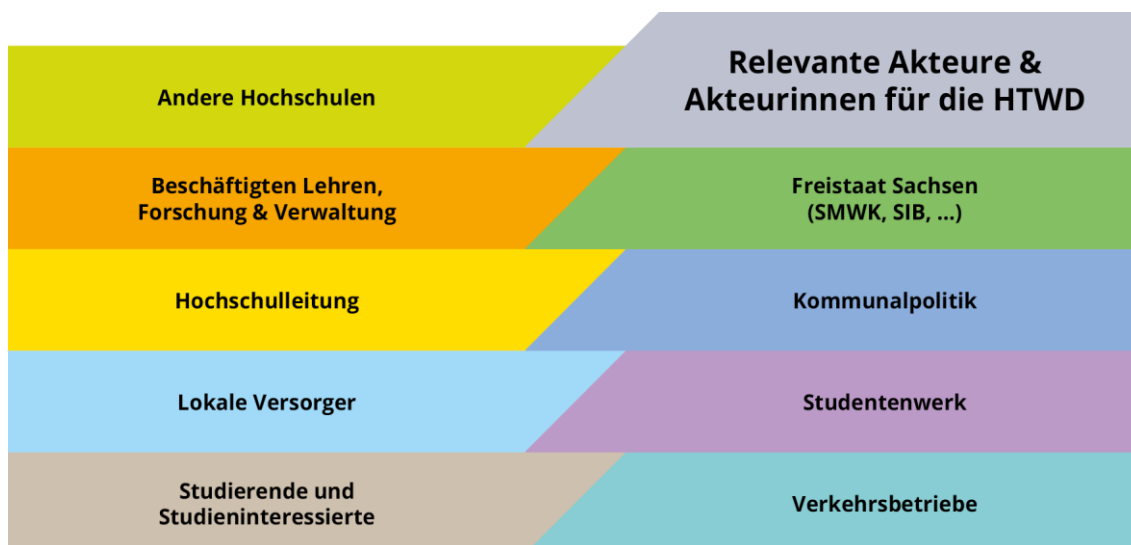 Relevante Akteure &
Akteurinnen für die HTWD
Andere Hochschulen
Beschäftigten Lehren,
Forschung & Verwaltung
Freistaat Sachsen
(SMWK, SIB, ...)
Hochschulleitung
Kommunalpolitik
Lokale Versorger
Studentenwerk
Studierende und
Studieninteressierte
Verkehrsbetriebe